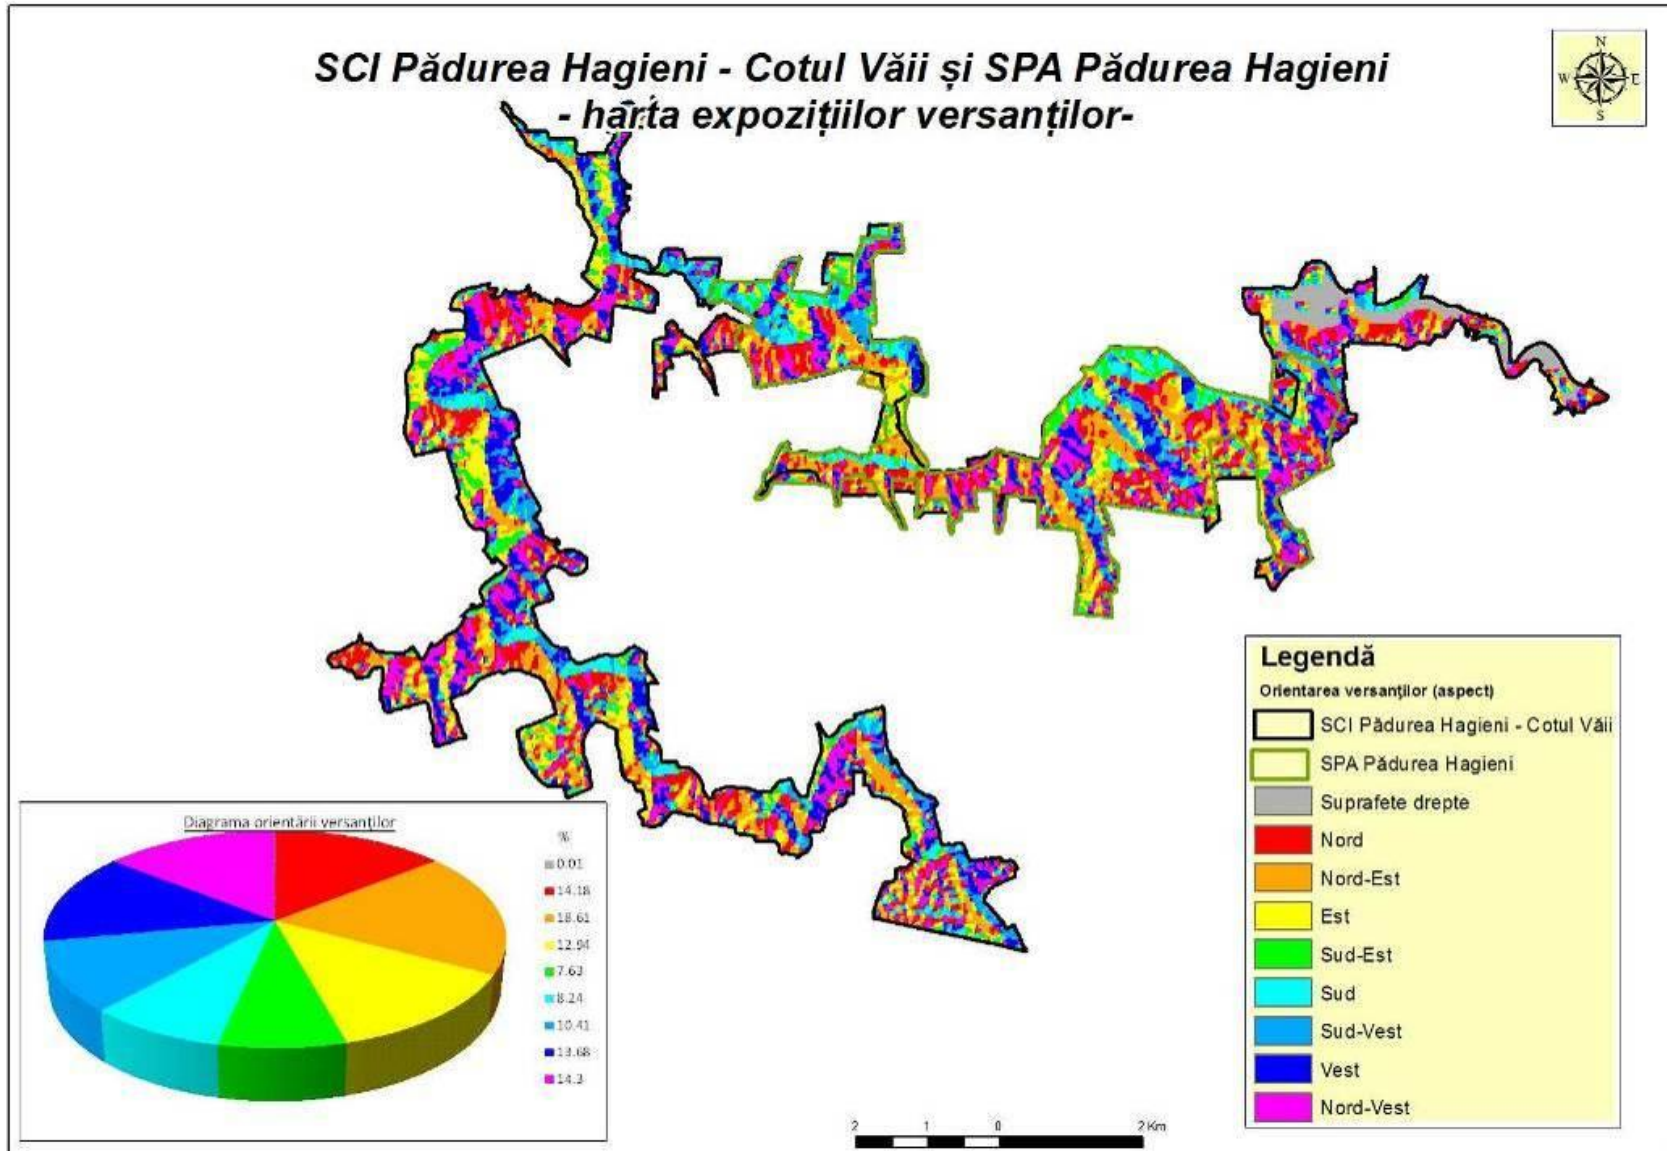 SCI Pădurea Hagieni - Cotul Văii și SPA Pădurea Hagieni
- harta expozițiilor versanților-
N
W E
S
Legendă
Orientarea versanților (aspect)
SCI Pădurea Hagieni - Cotul Văii
SPA Pădurea Hagieni
Suprafete drepte
Nord
Nord-Est
Est
Sud-Est
Sud
Sud-Vest
Vest
Nord-Vest
Diagrama orientării versanților
%
0.01
14.18
18.61
12.94
7.63
8.24
10.41
13.68
14.3
2 1 0 2 Km